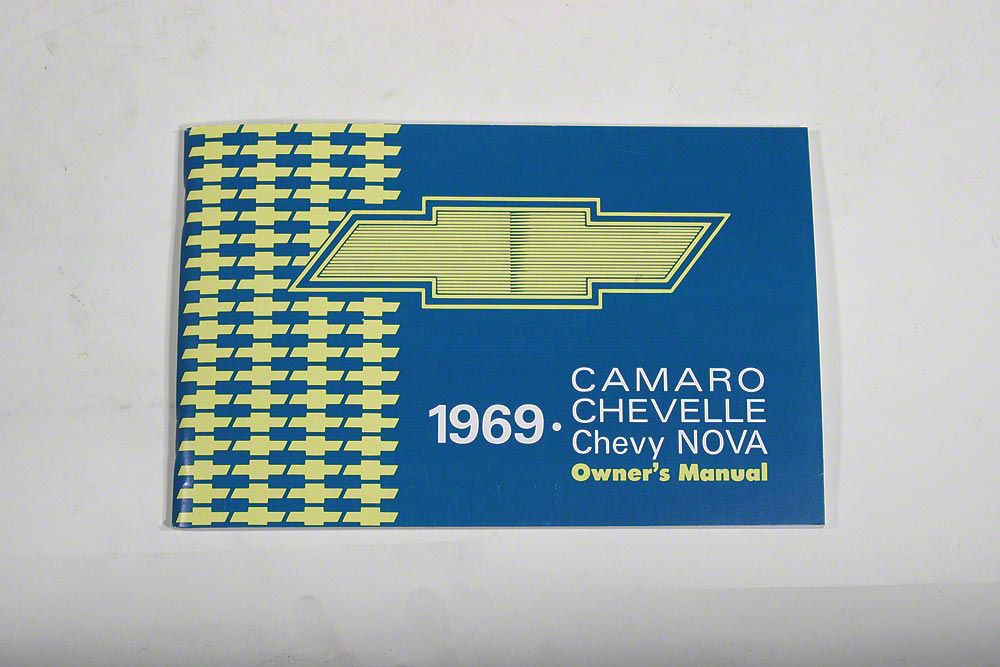 1969 •
CAMARO
CHEVELLE
Chevy NOVA
Owner's Manual